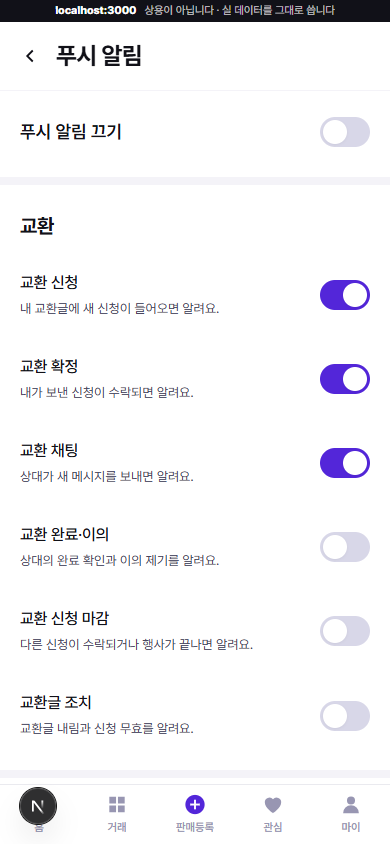 localhost:3000 상용이 아닙니다 · 실 데이터를 그대로 씁니다
푸시 알림
푸시 알림 끄기
교환
교환 신청
내 교환글에 새 신청이 들어오면 알려요.
교환 확정
내가 보낸 신청이 수락되면 알려요.
교환 채팅
상대가 새 메시지를 보내면 알려요.
교환 완료·이의
상대의 완료 확인과 이의 제기를 알려요.
교환 신청 마감
다른 신청이 수락되거나 행사가 끝나면 알려요.
교환글 조치
교환글 내림과 신청 무효를 알려요.
N
홈 거래 판매등록 관심 마이